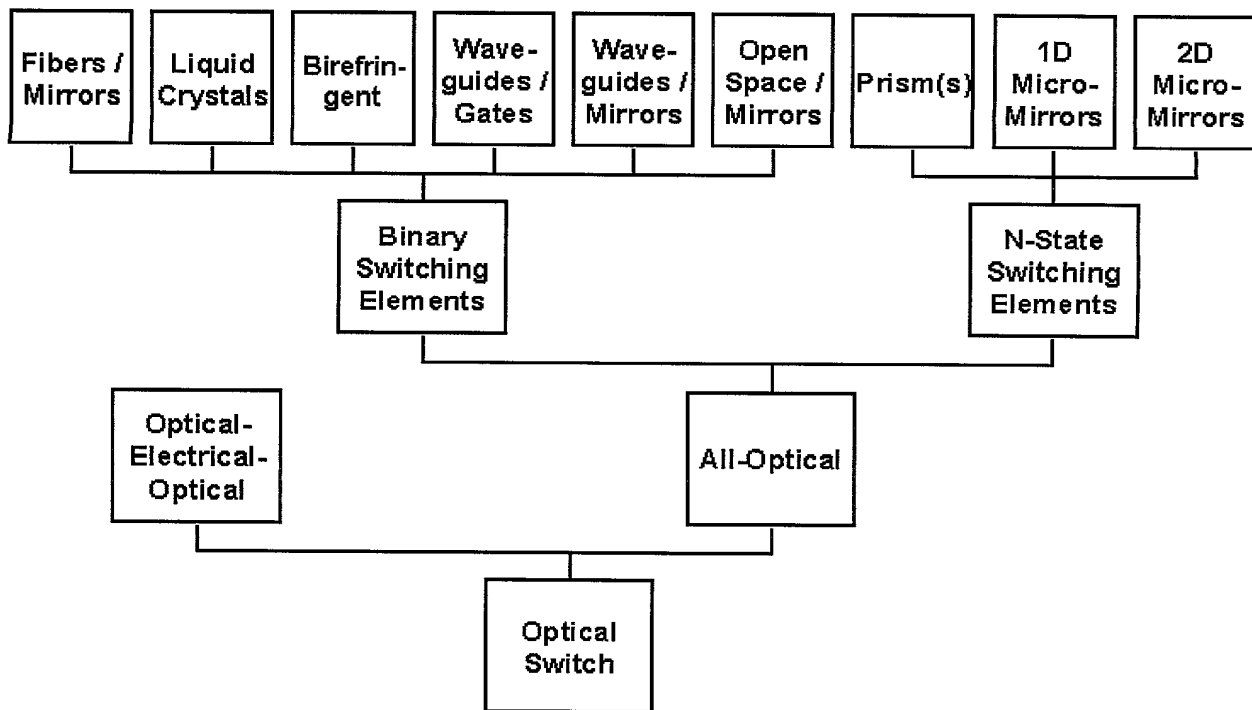 Fibers /
Mirrors
Liquid
Crystals
Birefrin-
gent
Wave-
guides /
Gates
Wave-
guides /
Mirrors
Open
Space /
Mirrors
Prism(s)
1D
Micro-
Mirrors
2D
Micro-
Mirrors
Binary
Switching
Elements
N-State
Switching
Elements
Optical-
Electrical-
Optical
All-Optical
Optical
Switch